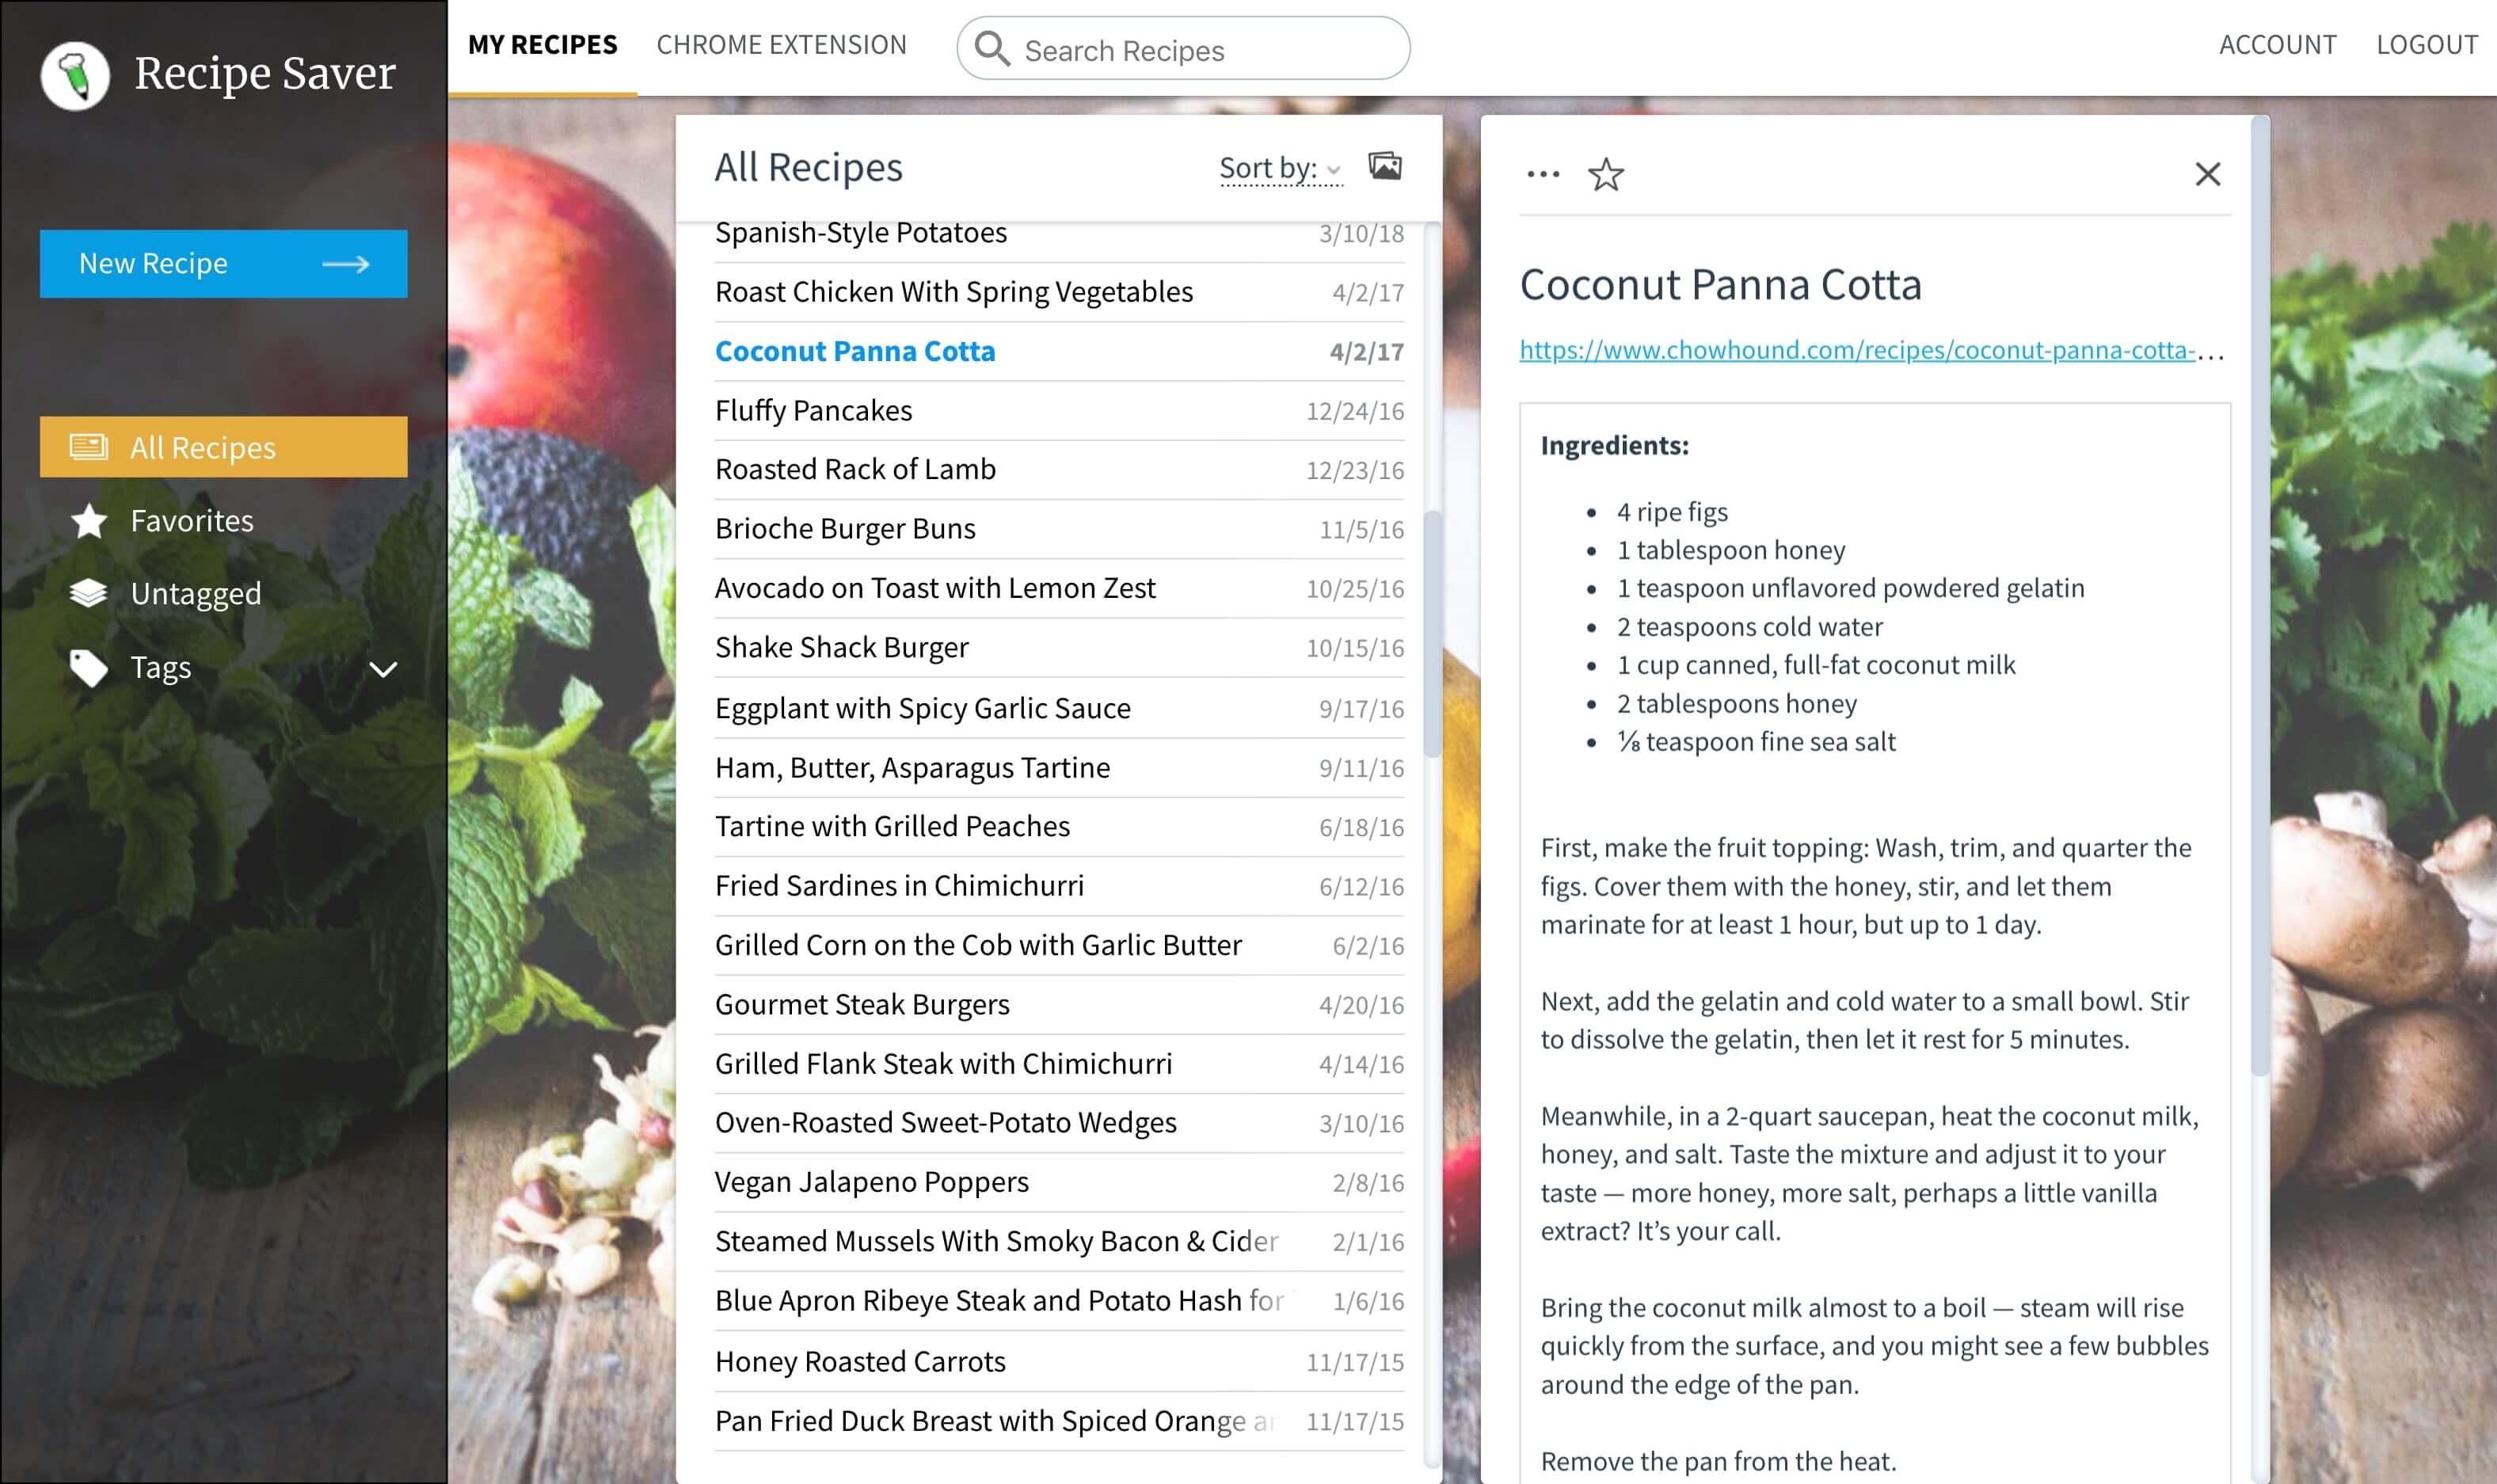 Recipe Saver
MY RECIPES
CHROME EXTENSION
Search Recipes
ACCOUNT
LOGOUT
New Recipe
All Recipes
Favorites
Untagged
Tags
All Recipes
Sort by:
Spanish-Style Potatoes 3/10/18
Roast Chicken With Spring Vegetables 4/2/17
Coconut Panna Cotta 4/2/17
Fluffy Pancakes 12/24/16
Roasted Rack of Lamb 12/23/16
Brioche Burger Buns 11/5/16
Avocado on Toast with Lemon Zest 10/25/16
Shake Shack Burger 10/15/16
Eggplant with Spicy Garlic Sauce 9/17/16
Ham, Butter, Asparagus Tartine 9/11/16
Tartine with Grilled Peaches 6/18/16
Fried Sardines in Chimichurri 6/12/16
Grilled Corn on the Cob with Garlic Butter 6/2/16
Gourmet Steak Burgers 4/20/16
Grilled Flank Steak with Chimichurri 4/14/16
Oven-Roasted Sweet-Potato Wedges 3/10/16
Vegan Jalapeno Poppers 2/8/16
Steamed Mussels With Smoky Bacon & Cider 2/1/16
Blue Apron Ribeye Steak and Potato Hash for 1/6/16
Honey Roasted Carrots 11/17/15
Pan Fried Duck Breast with Spiced Orange 11/17/15
Coconut Panna Cotta
https://www.chowhound.com/recipes/coconut-panna-cotta-...
Ingredients:
• 4 ripe figs
• 1 tablespoon honey
• 1 teaspoon unflavored powdered gelatin
• 2 teaspoons cold water
• 1 cup canned, full-fat coconut milk
• 2 tablespoons honey
• ⅛ teaspoon fine sea salt
First, make the fruit topping: Wash, trim, and quarter the
figs. Cover them with the honey, stir, and let them
marinate for at least 1 hour, but up to 1 day.
Next, add the gelatin and cold water to a small bowl. Stir
to dissolve the gelatin, then let it rest for 5 minutes.
Meanwhile, in a 2-quart saucepan, heat the coconut milk,
honey, and salt. Taste the mixture and adjust it to your
taste — more honey, more salt, perhaps a little vanilla
extract? It’s your call.
Bring the coconut milk almost to a boil — steam will rise
quickly from the surface, and you might see a few bubbles
around the edge of the pan.
Remove the pan from the heat.